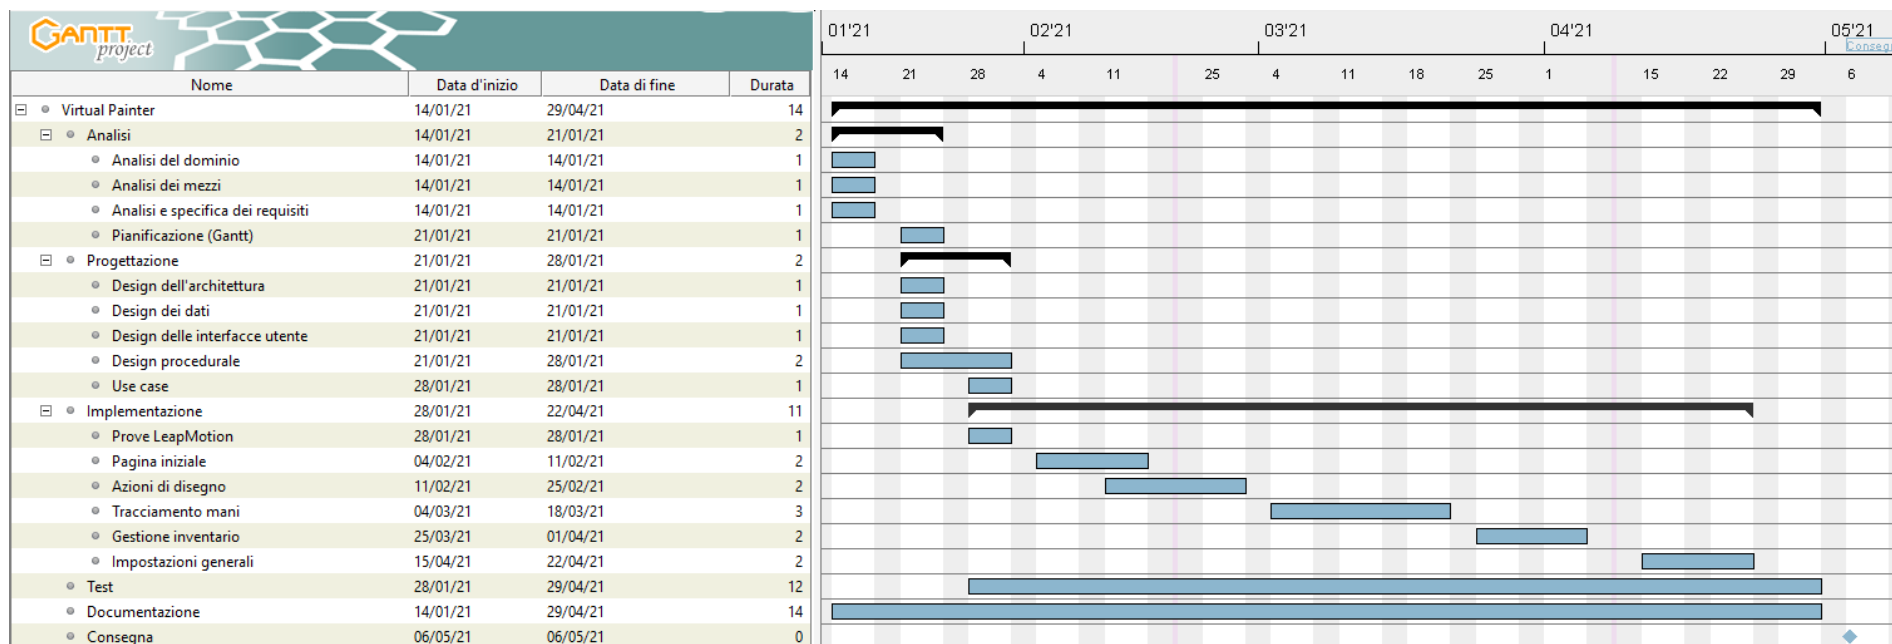 GANTT project
01'21 02'21 03'21 04'21 05'21
Conseg
14 21 28 4 11 25 4 11 18 25 1 15 22 29 6
Nome Data d'inizio Data di fine Durata
Virtual Painter 14/01/21 29/04/21 14
Analisi 14/01/21 21/01/21 2
Analisi del dominio 14/01/21 14/01/21 1
Analisi dei mezzi 14/01/21 14/01/21 1
Analisi e specifica dei requisiti 14/01/21 14/01/21 1
Pianificazione (Gantt) 21/01/21 21/01/21 1
Progettazione 21/01/21 28/01/21 2
Design dell'architettura 21/01/21 21/01/21 1
Design dei dati 21/01/21 21/01/21 1
Design delle interfacce utente 21/01/21 21/01/21 1
Design procedurale 21/01/21 28/01/21 2
Use case 28/01/21 28/01/21 1
Implementazione 28/01/21 22/04/21 11
Prove LeapMotion 28/01/21 28/01/21 1
Pagina iniziale 04/02/21 11/02/21 2
Azioni di disegno 11/02/21 25/02/21 2
Tracciamento mani 04/03/21 18/03/21 3
Gestione inventario 25/03/21 01/04/21 2
Impostazioni generali 15/04/21 22/04/21 2
Test 28/01/21 29/04/21 12
Documentazione 14/01/21 29/04/21 14
Consegna 06/05/21 06/05/21 0